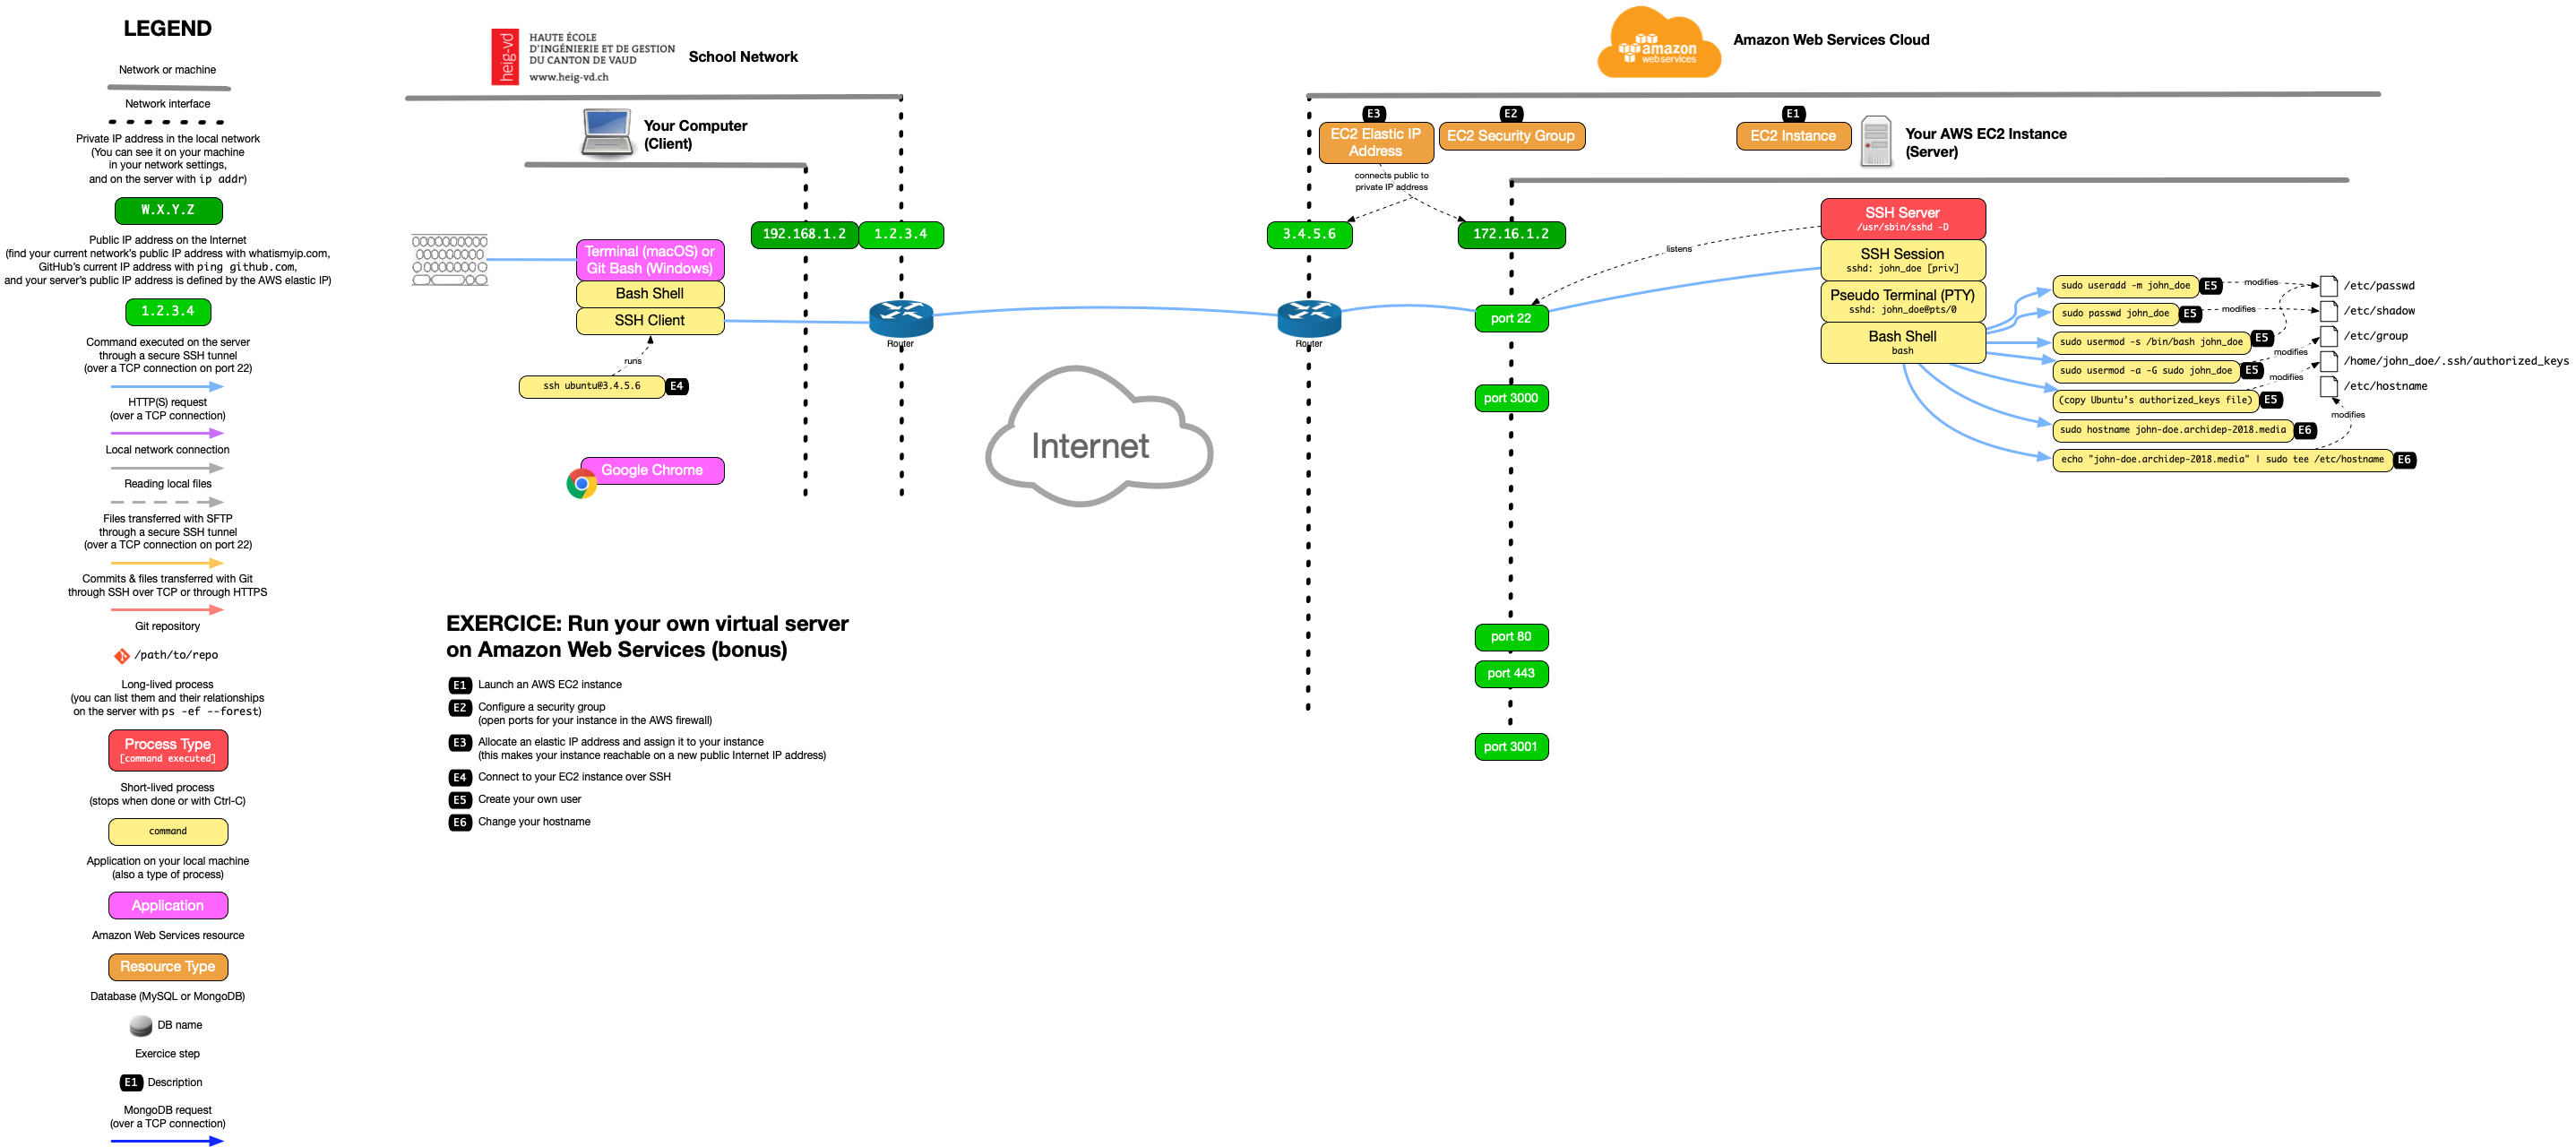 LEGEND
Network or machine
Network interface
Private IP address in the local network
(You can see it on your machine
in your network settings,
and on the server with ip addr)
W.X.Y.Z
Public IP address on the Internet
(find your current network's public IP address with whatismyip.com,
GitHub's current IP address with ping github.com,
and your server's public IP address is defined by the AWS elastic IP)
1.2.3.4
Command executed on the server
through a secure SSH tunnel
(over a TCP connection on port 22)
HTTP(S) request
(over a TCP connection)
Local network connection
Reading local files
Files transferred with SFTP
through a secure SSH tunnel
(over a TCP connection on port 22)
Commits & files transferred with Git
through SSH over TCP or through HTTPS
Git repository
/path/to/repo
Long-lived process
(you can list them and their relationships
on the server with ps -ef --forest)
Process Type
[command executed]
Short-lived process
(stops when done or with Ctrl-C)
command
Application on your local machine
(also a type of process)
Application
Amazon Web Services resource
Resource Type
Database (MySQL or MongoDB)
DB name
Exercice step
E1 Description
MongoDB request
(over a TCP connection)
heig-vd
HAUTE ÉCOLE
D'INGÉNIERIE ET DE GESTION
DU CANTON DE VAUD
www.heig-vd.ch
School Network
Your Computer
(Client)
192.168.1.2
1.2.3.4
Terminal (macOS) or
Git Bash (Windows)
Bash Shell
SSH Client
runs
ssh ubuntu@3.4.5.6 E4
Google Chrome
Router
Internet
amazon
webservices
Amazon Web Services Cloud
E3
EC2 Elastic IP
Address
E2
EC2 Security Group
E1
EC2 Instance
Your AWS EC2 Instance
(Server)
connects public to
private IP address
3.4.5.6
172.16.1.2
Router
listens
port 22
port 3000
port 80
port 443
port 3001
SSH Server
/usr/sbin/sshd -D
SSH Session
sshd: john_doe [priv]
Pseudo Terminal (PTY)
sshd: john_doe@pts/0
Bash Shell
bash
sudo useradd -m john_doe E5
modifies
/etc/passwd
sudo passwd john_doe E5
modifies
/etc/shadow
sudo usermod -s /bin/bash john_doe E5
/etc/group
modifies
sudo usermod -a -G sudo john_doe E5
/home/john_doe/.ssh/authorized_keys
modifies
(copy Ubuntu's authorized_keys file) E5
/etc/hostname
modifies
sudo hostname john-doe.archidep-2018.media E6
echo "john-doe.archidep-2018.media" | sudo tee /etc/hostname E6
EXERCICE: Run your own virtual server
on Amazon Web Services (bonus)
E1 Launch an AWS EC2 instance
E2 Configure a security group
(open ports for your instance in the AWS firewall)
E3 Allocate an elastic IP address and assign it to your instance
(this makes your instance reachable on a new public Internet IP address)
E4 Connect to your EC2 instance over SSH
E5 Create your own user
E6 Change your hostname